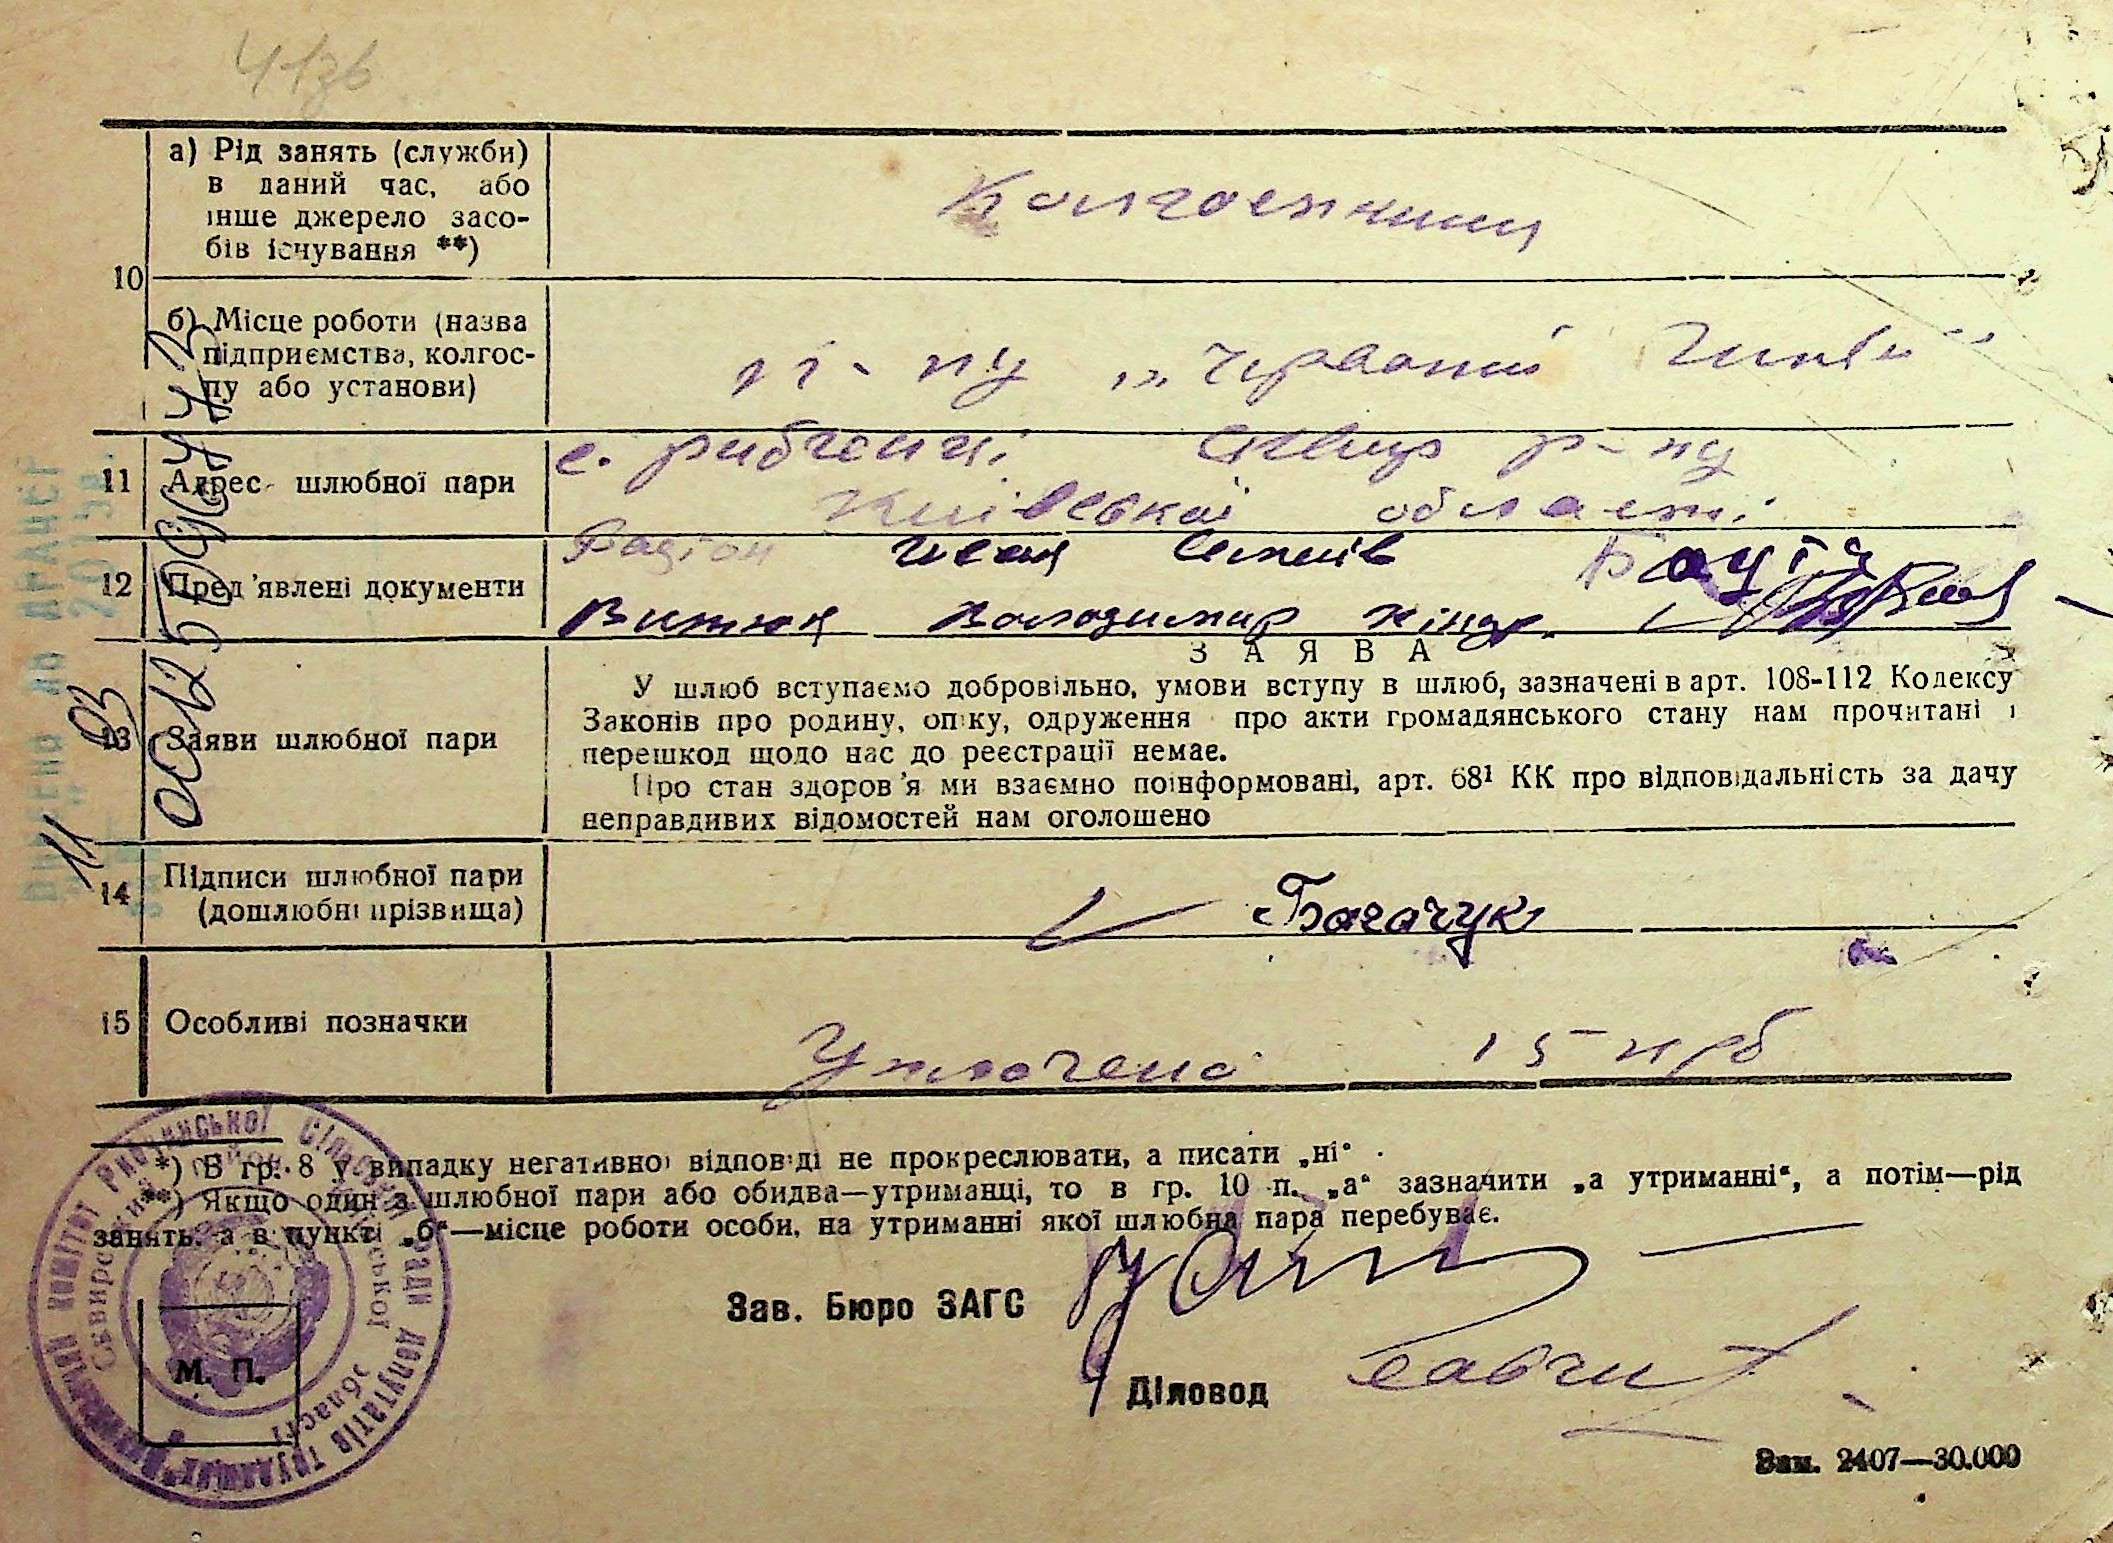 10
а) Рід занять (служби)
в даний час, або
інше джерело засо-
бів існування **)
Колгоспники
б) Місце роботи (назва
підприємства, колгос-
пу або установи)
к-пу „Червоний
11
Адрес шлюбної пари
с. Рибченці Сквир р-ну
Київської області
12
Пред'явлені документи
Володимир
13
Заяви шлюбної пари
ЗАЯВА
У шлюб вступаємо добровільно, умови вступу в шлюб, зазначені в арт. 108-112 Кодексу
Законів про родину, опіку, одруження про акти громадянського стану нам прочитані і
перешкод щодо нас до реєстрації немає.
Про стан здоров'я ми взаємно поінформовані, арт. 68¹ КК про відповідальність за дачу
неправдивих відомостей нам оголошено
14
Підписи шлюбної пари
(дошлюбні прізвища)
Багачук
15
Особливі позначки
Уплочено 15 крб
*) В гр. 8 у випадку негативної відповіді не прокреслювати, а писати „ні".
**) Якщо один з шлюбної пари або обидва—утриманці, то в гр. 10 п. „а" зазначити „а утриманні", а потім—рід
занять, а в пункті „б"—місце роботи особи, на утриманні якої шлюбна пара перебуває.
Зав. Бюро ЗАГС
Діловод
М. П.
Зам. 2407—30.000